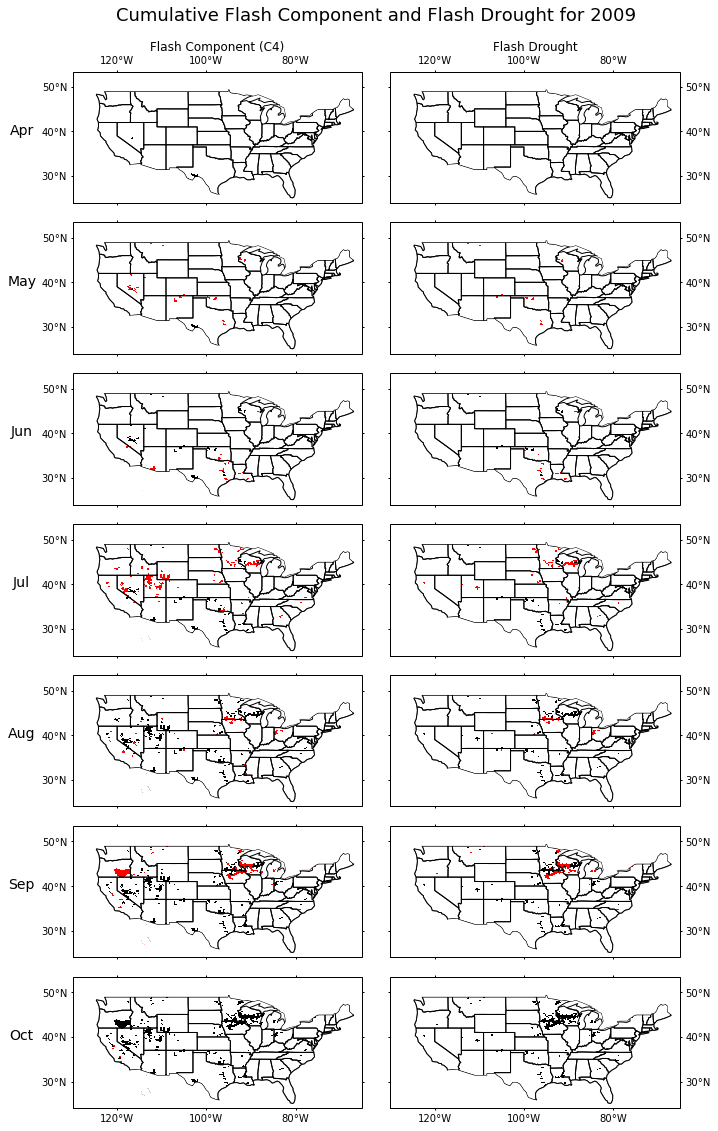 Cumulative Flash Component and Flash Drought for 2009
Flash Component (C4) Flash Drought
120°W 100°W 80°W 120°W 100°W 80°W
50°N 50°N
Apr 40°N 40°N
30°N 30°N
50°N 50°N
May 40°N 40°N
30°N 30°N
50°N 50°N
Jun 40°N 40°N
30°N 30°N
50°N 50°N
Jul 40°N 40°N
30°N 30°N
50°N 50°N
Aug 40°N 40°N
30°N 30°N
50°N 50°N
Sep 40°N 40°N
30°N 30°N
50°N 50°N
Oct 40°N 40°N
30°N 30°N
120°W 100°W 80°W 120°W 100°W 80°W